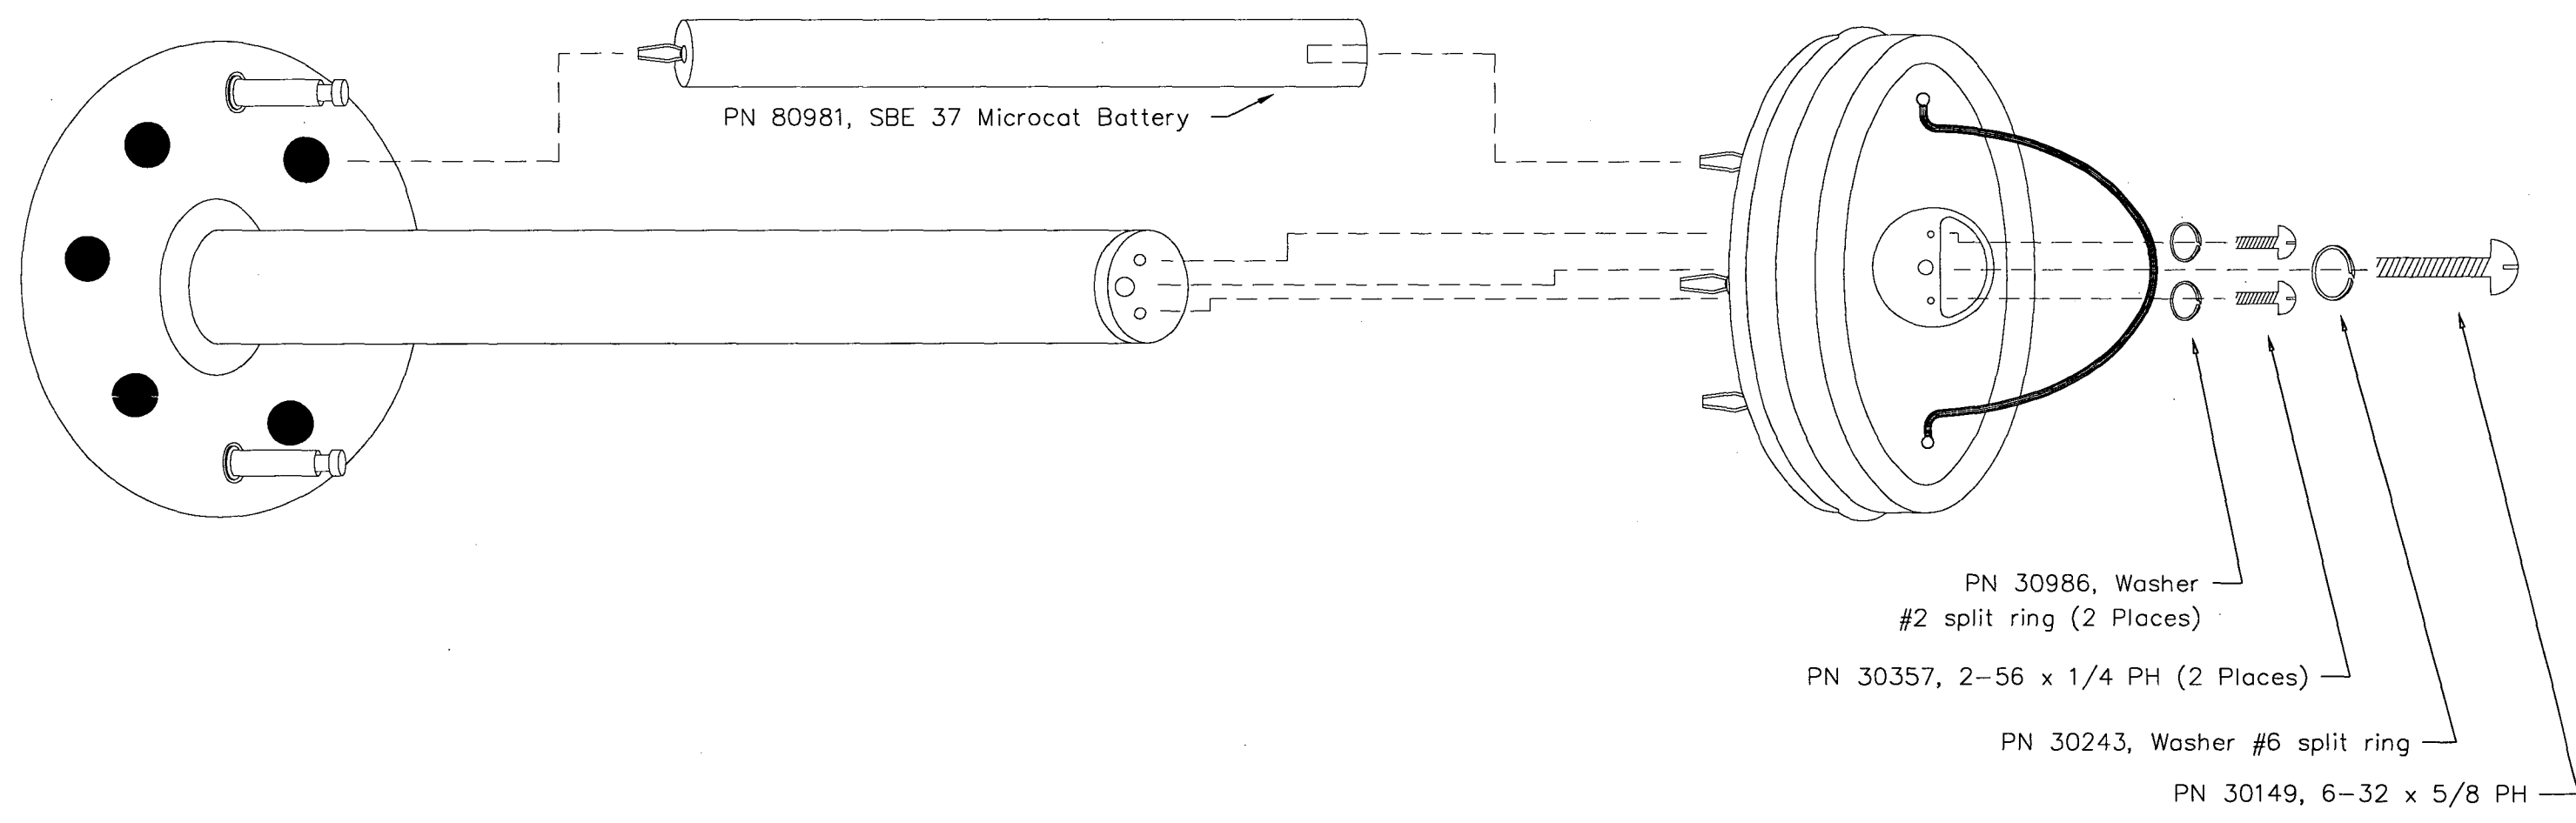 PN 80981, SBE 37 Microcat Battery
PN 30986, Washer
#2 split ring (2 Places)
PN 30357, 2-56 x 1/4 PH (2 Places)
PN 30243, Washer #6 split ring
PN 30149, 6-32 x 5/8 PH